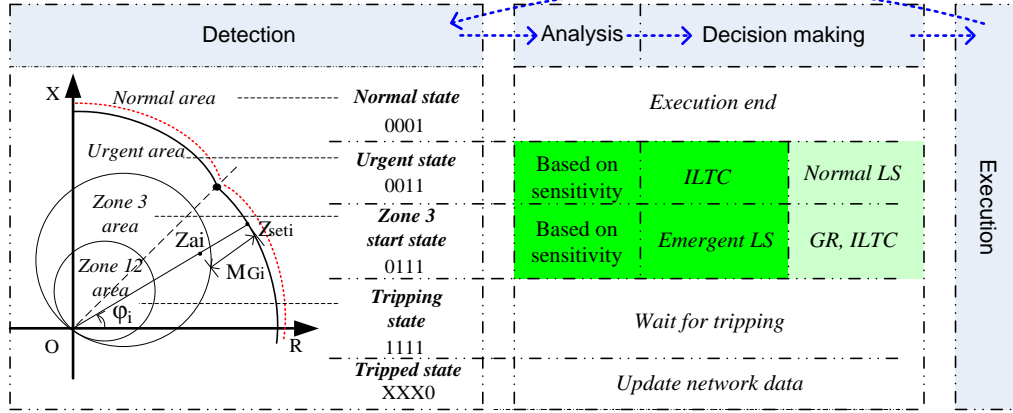 Detection
Analysis
Decision making
Execution
X
Normal area
Urgent area
Zone 3
area
Zone 12
area
Zai
Zseti
MGi
φi
O
R
Normal state
0001
Execution end
Urgent state
0011
Based on
sensitivity
ILTC
Normal LS
Zone 3
start state
0111
Based on
sensitivity
Emergent LS
GR, ILTC
Tripping
state
1111
Wait for tripping
Tripped state
XXX0
Update network data